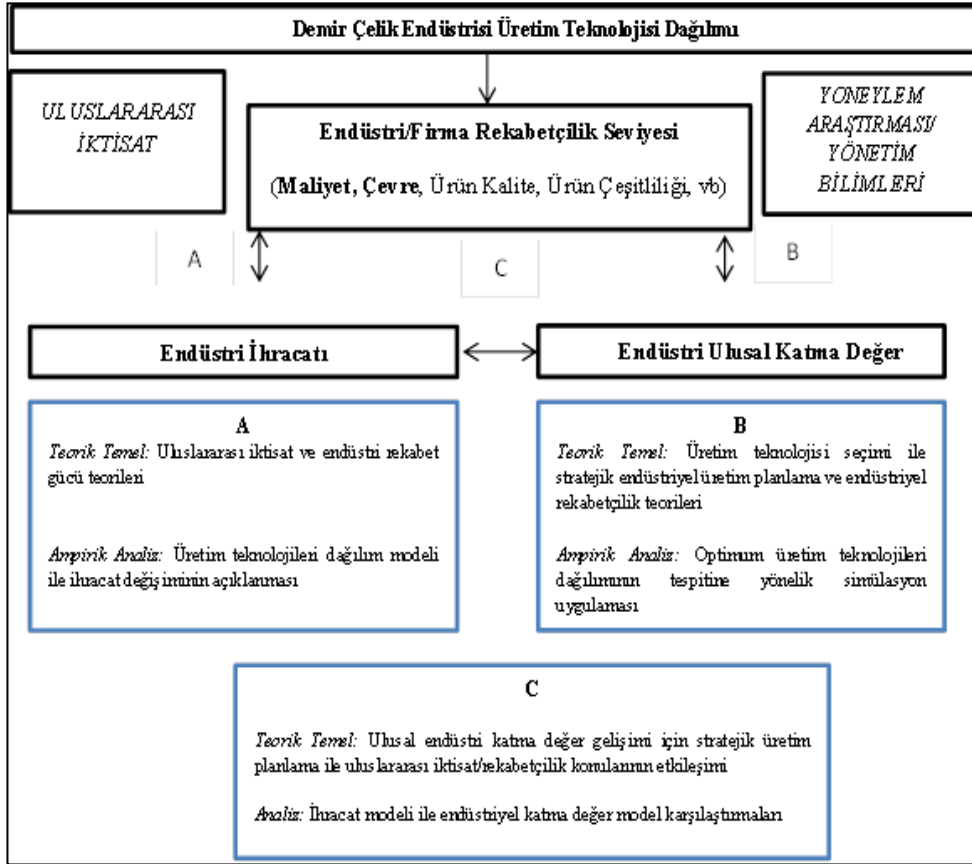 Demir Çelik Endüstrisi Üretim Teknolojisi Dağılımı
ULUSLARARASI
İKTİSAT
Endüstri/Firma Rekabetçilik Seviyesi
(Maliyet, Çevre, Ürün Kalite, Ürün Çeşitliliği, vb)
YONEYLEM
ARAŞTIRMASI/
YÖNETİM
BİLİMLERİ
A
C
B
Endüstri İhracatı
Endüstri Ulusal Katma Değer
A
Teorik Temel: Uluslararası iktisat ve endüstri rekabet
gücü teorileri
Ampirik Analiz: Üretim teknolojileri dağılım modeli
ile ihracat değişiminin açıklanması
B
Teorik Temel: Üretim teknolojisi seçimi ile
stratejik endüstriyel üretim planlama ve endüstriyel
rekabetçilik teorileri
Ampirik Analiz: Optimum üretim teknolojileri
dağılımının tespitine yönelik simülasyon
uygulaması
C
Teorik Temel: Ulusal endüstri katma değer gelişimi için stratejik üretim
planlama ile uluslararası iktisat/rekabetçilik konularının etkileşimi
Analiz: İhracat modeli ile endüstriyel katma değer model karşılaştırmaları